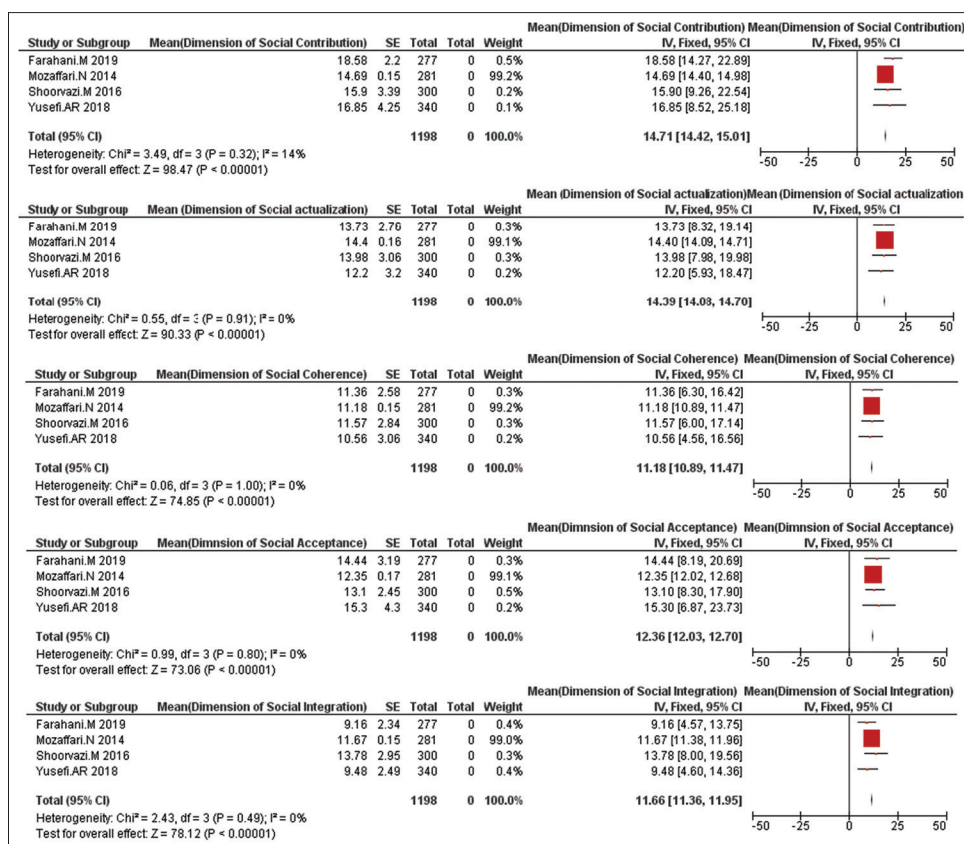 Mean(Dimension of Social Contribution) Mean(Dimension of Social Contribution)
Study or Subgroup Mean(Dimension of Social Contribution) SE Total Total Weight IV, Fixed, 95% CI IV, Fixed, 95% CI
Farahani.M 2019 18.58 2.2 277 0 0.5% 18.58 [14.27, 22.89]
Mozaffari.N 2014 14.69 0.15 281 0 99.2% 14.69 [14.40, 14.98]
Shoorvazi.M 2016 15.9 3.39 300 0 0.2% 15.90 [9.26, 22.54]
Yusefi.AR 2018 16.85 4.25 340 0 0.1% 16.85 [8.52, 25.18]
Total (95% CI) 1198 0 100.0% 14.71 [14.42, 15.01]
Heterogeneity: Chi² = 3.49, df = 3 (P = 0.32); I² = 14%
Test for overall effect: Z = 98.47 (P < 0.00001)
-50 -25 0 25 50
Mean (Dimension of Social actualization) Mean (Dimension of Social actualization)
Study or Subgroup Mean (Dimension of Social actualization) SE Total Total Weight IV, Fixed, 95% CI IV, Fixed, 95% CI
Farahani.M 2019 13.73 2.76 277 0 0.3% 13.73 [8.32, 19.14]
Mozaffari.N 2014 14.4 0.16 281 0 99.1% 14.40 [14.09, 14.71]
Shoorvazi.M 2016 13.98 3.06 300 0 0.3% 13.98 [7.98, 19.98]
Yusefi.AR 2018 12.2 3.2 340 0 0.2% 12.20 [5.93, 18.47]
Total (95% CI) 1198 0 100.0% 14.39 [14.08, 14.70]
Heterogeneity: Chi² = 0.55, df = 3 (P = 0.91); I² = 0%
Test for overall effect: Z = 90.33 (P < 0.00001)
-50 -25 0 25 50
Mean(Dimension of Social Coherence) Mean(Dimension of Social Coherence)
Study or Subgroup Mean(Dimension of Social Coherence) SE Total Total Weight IV, Fixed, 95% CI IV, Fixed, 95% CI
Farahani.M 2019 11.36 2.58 277 0 0.3% 11.36 [6.30, 16.42]
Mozaffari.N 2014 11.18 0.15 281 0 99.2% 11.18 [10.89, 11.47]
Shoorvazi.M 2016 11.57 2.84 300 0 0.3% 11.57 [6.00, 17.14]
Yusefi.AR 2018 10.56 3.06 340 0 0.2% 10.56 [4.56, 16.56]
Total (95% CI) 1198 0 100.0% 11.18 [10.89, 11.47]
Heterogeneity: Chi² = 0.06, df = 3 (P = 1.00); I² = 0%
Test for overall effect: Z = 74.85 (P < 0.00001)
-50 -25 0 25 50
Mean(Dimnsion of Social Acceptance) Mean(Dimnsion of Social Acceptance)
Study or Subgroup Mean(Dimnsion of Social Acceptance) SE Total Total Weight IV, Fixed, 95% CI IV, Fixed, 95% CI
Farahani.M 2019 14.44 3.19 277 0 0.3% 14.44 [8.19, 20.69]
Mozaffari.N 2014 12.35 0.17 281 0 99.1% 12.35 [12.02, 12.68]
Shoorvazi.M 2016 13.1 2.45 300 0 0.5% 13.10 [8.30, 17.90]
Yusefi.AR 2018 15.3 4.3 340 0 0.2% 15.30 [6.87, 23.73]
Total (95% CI) 1198 0 100.0% 12.36 [12.03, 12.70]
Heterogeneity: Chi² = 0.99, df = 3 (P = 0.80); I² = 0%
Test for overall effect: Z = 73.06 (P < 0.00001)
-50 -25 0 25 50
Mean(Dimension of Social Integration) Mean(Dimension of Social Integration)
Study or Subgroup Mean(Dimension of Social Integration) SE Total Total Weight IV, Fixed, 95% CI IV, Fixed, 95% CI
Farahani.M 2019 9.16 2.34 277 0 0.4% 9.16 [4.57, 13.75]
Mozaffari.N 2014 11.67 0.15 281 0 99.0% 11.67 [11.38, 11.96]
Shoorvazi.M 2016 13.78 2.95 300 0 0.3% 13.78 [8.00, 19.56]
Yusefi.AR 2018 9.48 2.49 340 0 0.4% 9.48 [4.60, 14.36]
Total (95% CI) 1198 0 100.0% 11.66 [11.36, 11.95]
Heterogeneity: Chi² = 2.43, df = 3 (P = 0.49); I² = 0%
Test for overall effect: Z = 78.12 (P < 0.00001)
-50 -25 0 25 50